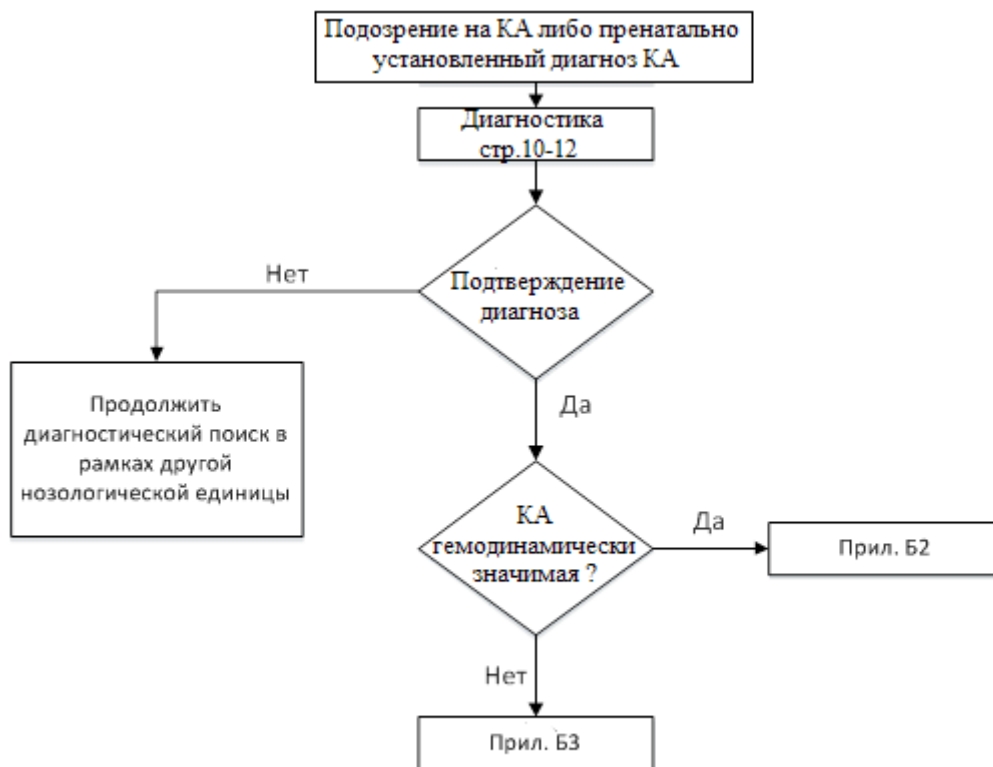 Подозрение на КА либо пренатально
установленный диагноз КА
Диагностика
стр.10-12
Нет
Подтверждение
диагноза
Продолжить
диагностический поиск в
рамках другой
нозологической единицы
Да
КА
гемодинамически
значимая ?
Да
Прил. Б2
Нет
Прил. Б3